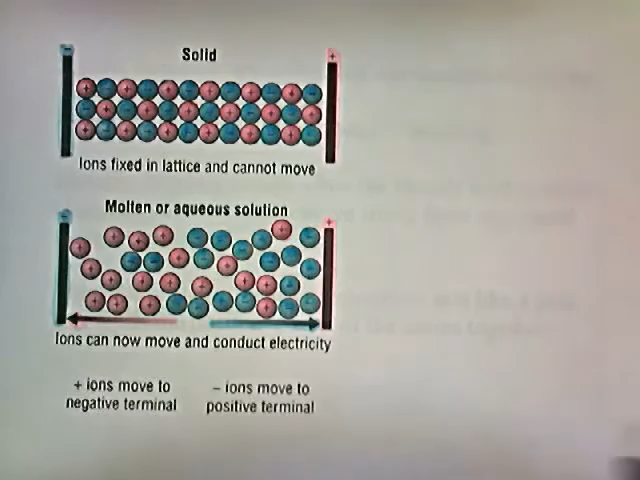 Solid
Ions fixed in lattice and cannot move
Molten or aqueous solution
Ions can now move and conduct electricity
+ ions move to
negative terminal
− ions move to
positive terminal